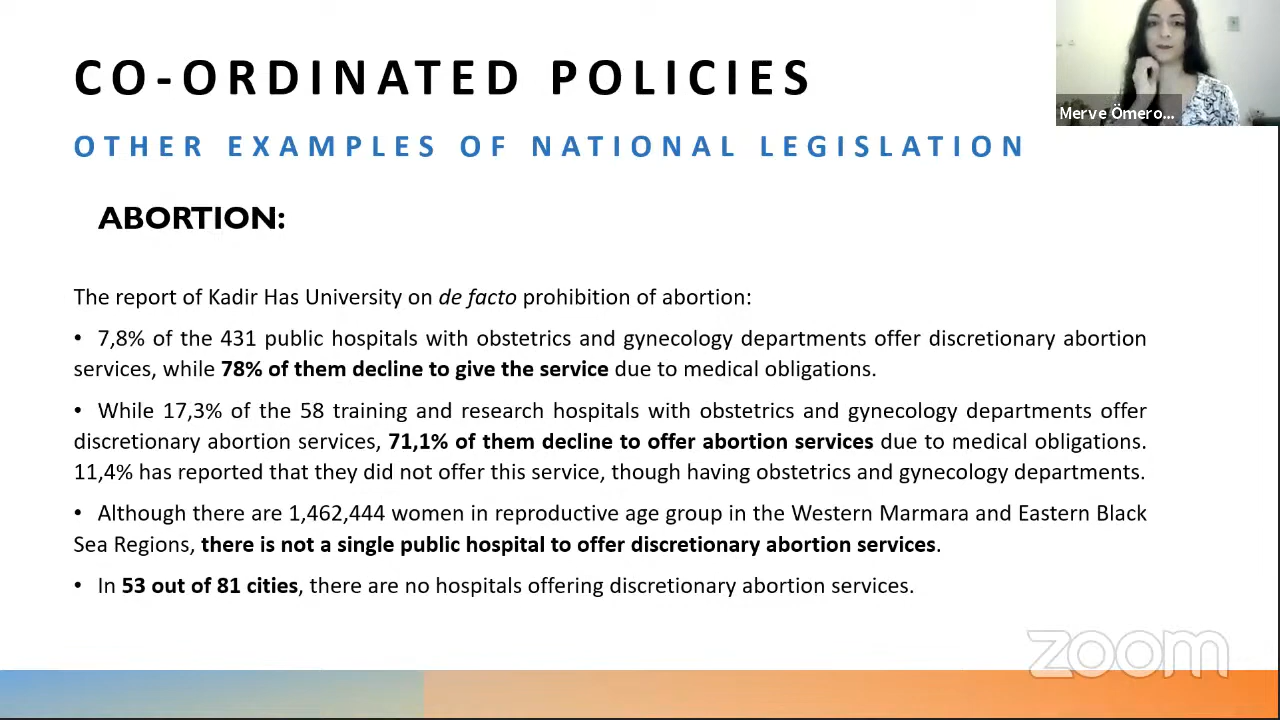 CO-ORDINATED POLICIES
OTHER EXAMPLES OF NATIONAL LEGISLATION
ABORTION:
The report of Kadir Has University on de facto prohibition of abortion:
• 7,8% of the 431 public hospitals with obstetrics and gynecology departments offer discretionary abortion
services, while 78% of them decline to give the service due to medical obligations.
• While 17,3% of the 58 training and research hospitals with obstetrics and gynecology departments offer
discretionary abortion services, 71,1% of them decline to offer abortion services due to medical obligations.
11,4% has reported that they did not offer this service, though having obstetrics and gynecology departments.
• Although there are 1,462,444 women in reproductive age group in the Western Marmara and Eastern Black
Sea Regions, there is not a single public hospital to offer discretionary abortion services.
• In 53 out of 81 cities, there are no hospitals offering discretionary abortion services.
Merve Ömero...
zoom